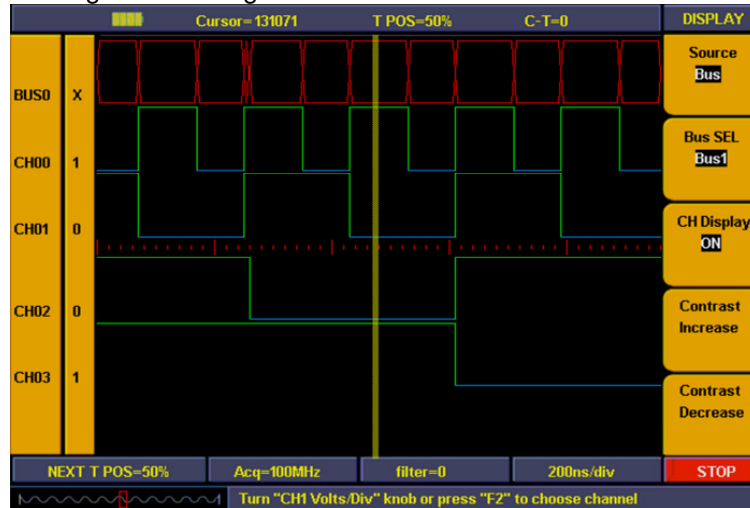 Cursor=131071 T POS=50% C-T=0 DISPLAY
Source
Bus
BUS0 X
Bus SEL
Bus1
CH00 1
CH01 0
CH Display
ON
CH02 0
Contrast
Increase
CH03 1
Contrast
Decrease
NEXT T POS=50% Acq=100MHz filter=0 200ns/div STOP
Turn "CH1 Volts/Div" knob or press "F2" to choose channel